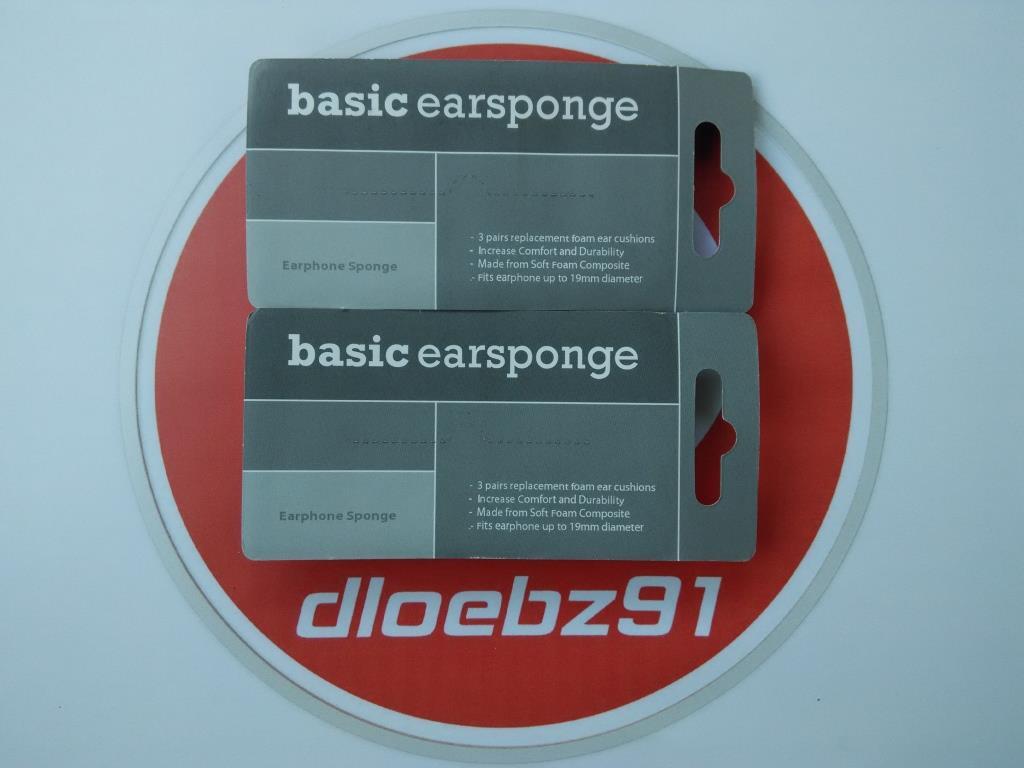 basic earsponge
- 3 pairs replacement foam ear cushions
- Increase Comfort and Durability
- Made from Soft Foam Composite
- Fits earphone up to 19mm diameter
Earphone Sponge
basic earsponge
- 3 pairs replacement foam ear cushions
- Increase Comfort and Durability
- Made from Soft Foam Composite
- Fits earphone up to 19mm diameter
Earphone Sponge
dloebz91